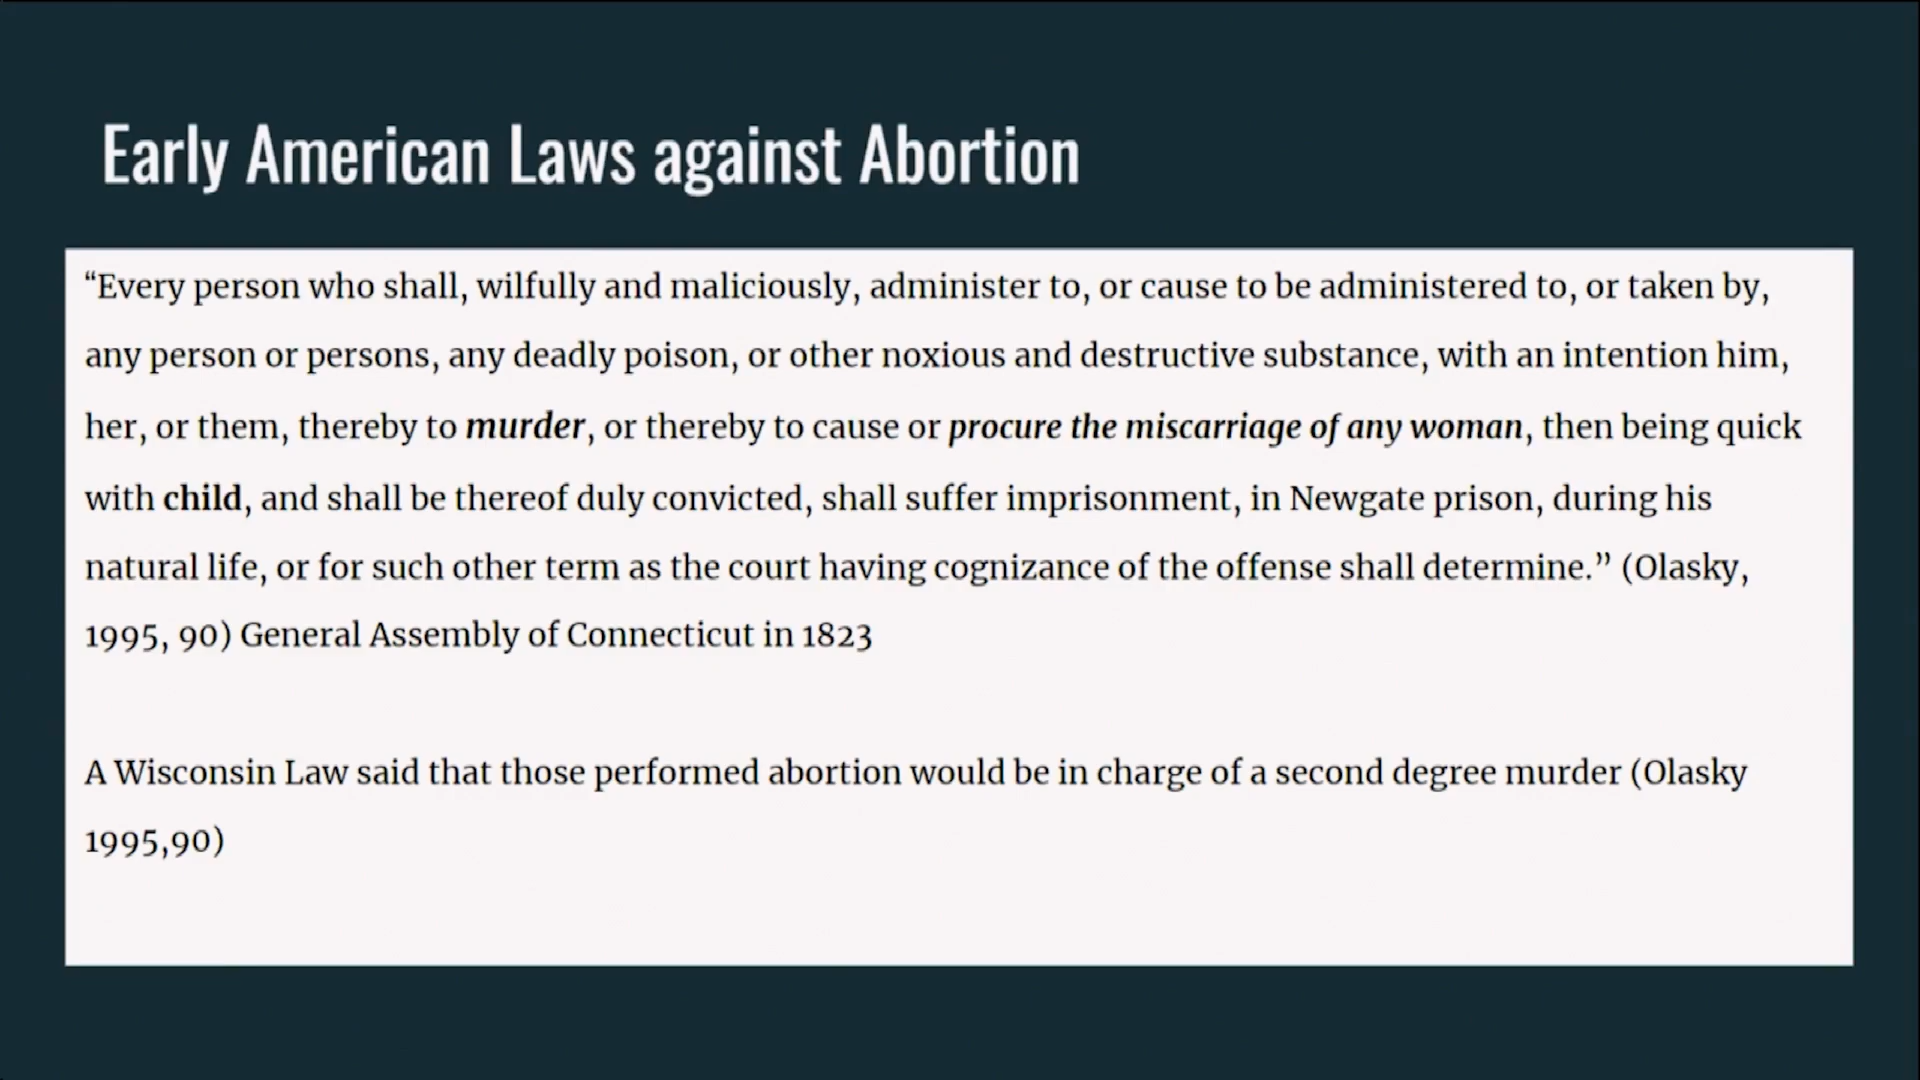 Early American Laws against Abortion
“Every person who shall, wilfully and maliciously, administer to, or cause to be administered to, or taken by,
any person or persons, any deadly poison, or other noxious and destructive substance, with an intention him,
her, or them, thereby to murder, or thereby to cause or procure the miscarriage of any woman, then being quick
with child, and shall be thereof duly convicted, shall suffer imprisonment, in Newgate prison, during his
natural life, or for such other term as the court having cognizance of the offense shall determine.” (Olasky,
1995, 90) General Assembly of Connecticut in 1823
A Wisconsin Law said that those performed abortion would be in charge of a second degree murder (Olasky
1995,90)